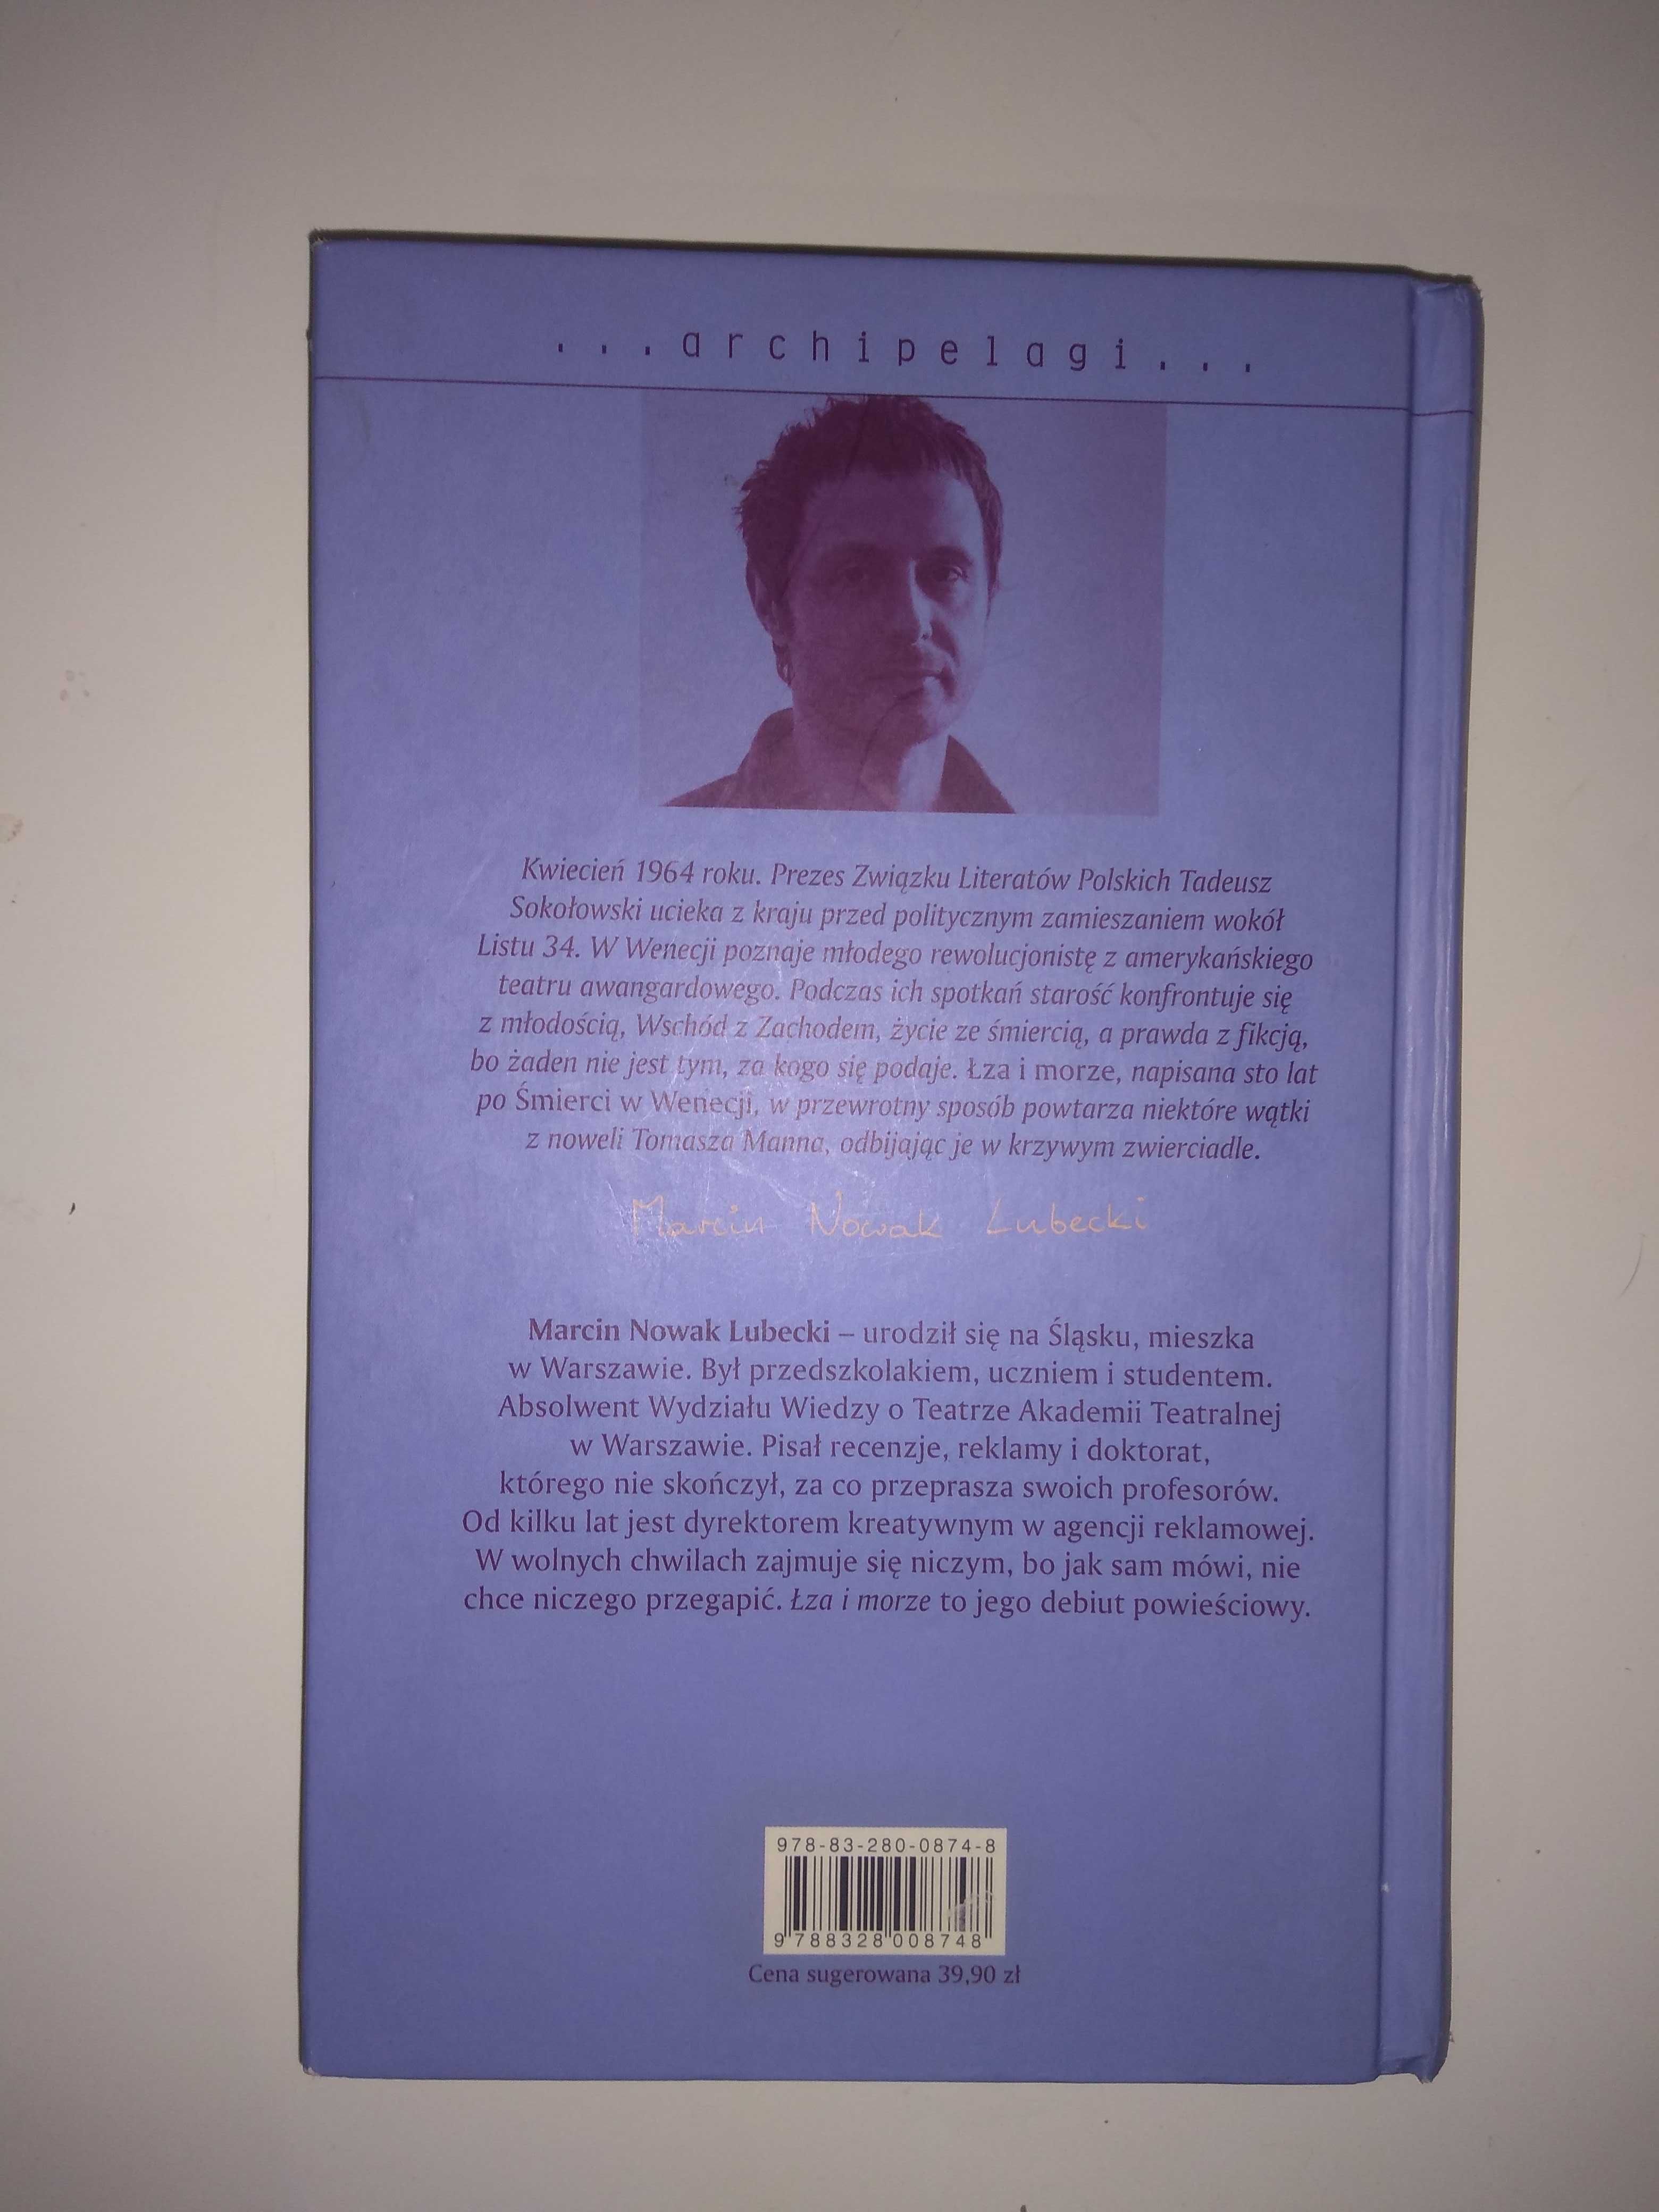 ...archipelagi...
Kwiecień 1964 roku. Prezes Związku Literatów Polskich Tadeusz
Sokołowski ucieka z kraju przed politycznym zamieszaniem wokół
Listu 34. W Wenecji poznaje młodego rewolucjonistę z amerykańskiego
teatru awangardowego. Podczas ich spotkań starość konfrontuje się
z młodością, Wschód z Zachodem, życie ze śmiercią, a prawda z fikcją,
bo żaden nie jest tym, za kogo się podaje. Łza i morze, napisana sto lat
po Śmierci w Wenecji, w przewrotny sposób powtarza niektóre wątki
z noweli Tomasza Manna, odbijając je w krzywym zwierciadle.
Marcin Nowak Lubecki
Marcin Nowak Lubecki – urodził się na Śląsku, mieszka
w Warszawie. Był przedszkolakiem, uczniem i studentem.
Absolwent Wydziału Wiedzy o Teatrze Akademii Teatralnej
w Warszawie. Pisał recenzje, reklamy i doktorat,
którego nie skończył, za co przeprasza swoich profesorów.
Od kilku lat jest dyrektorem kreatywnym w agencji reklamowej.
W wolnych chwilach zajmuje się niczym, bo jak sam mówi, nie
chce niczego przegapić. Łza i morze to jego debiut powieściowy.
978-83-280-0874-8
9 788328 008748
Cena sugerowana 39,90 zł